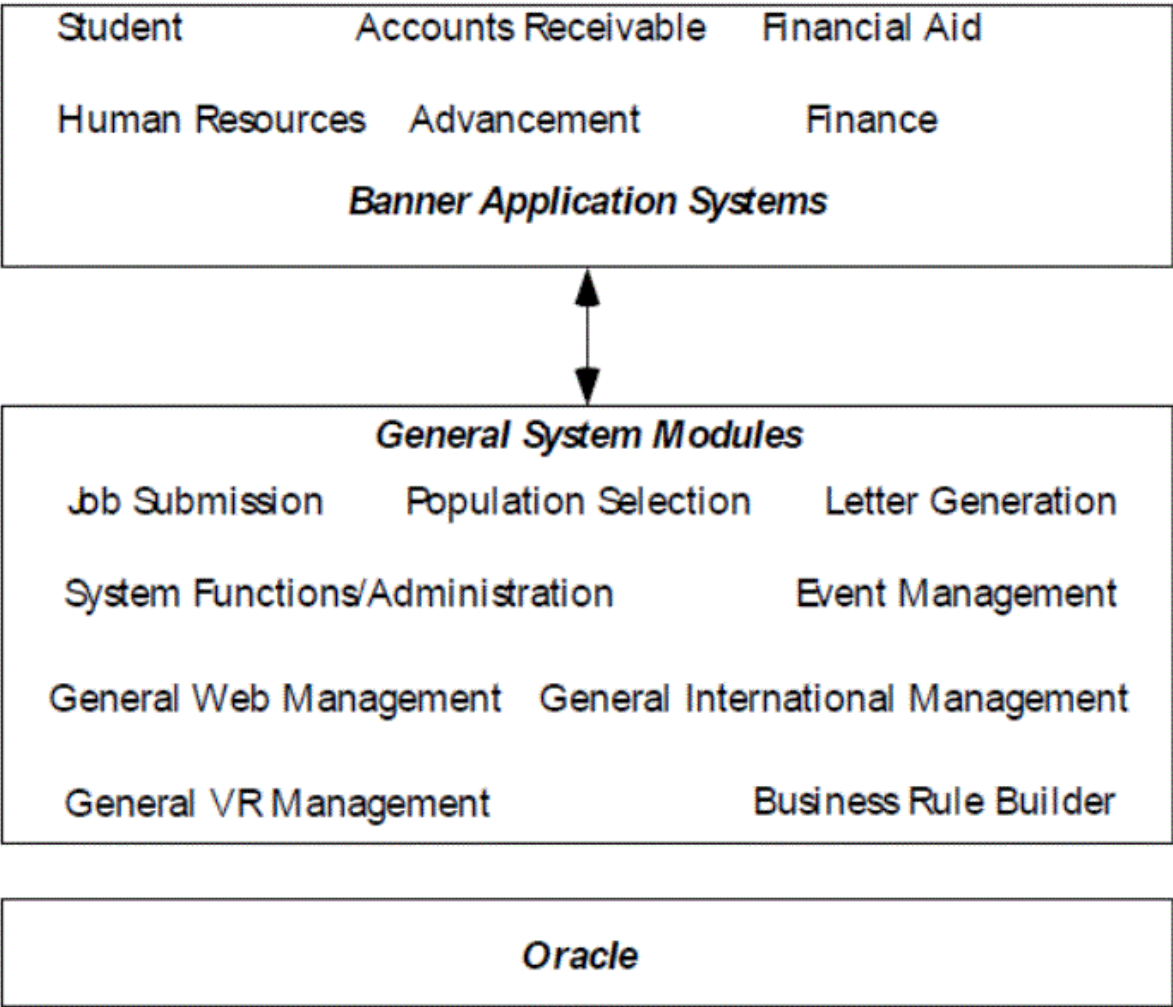 Student Accounts Receivable Financial Aid
Human Resources Advancement Finance
Banner Application Systems
General System Modules
Job Submission Population Selection Letter Generation
System Functions/Administration Event Management
General Web Management General International Management
General VR Management Business Rule Builder
Oracle